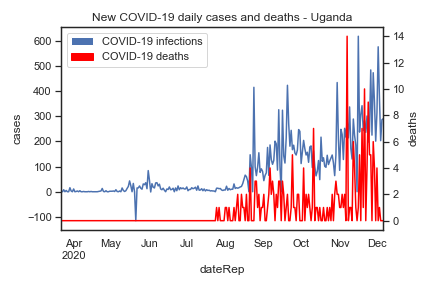 New COVID-19 daily cases and deaths - Uganda
COVID-19 infections
COVID-19 deaths
600
500
400
300
200
100
0
−100
cases
14
12
10
8
6
4
2
0
deaths
Apr May Jun Jul Aug Sep Oct Nov Dec
2020
dateRep